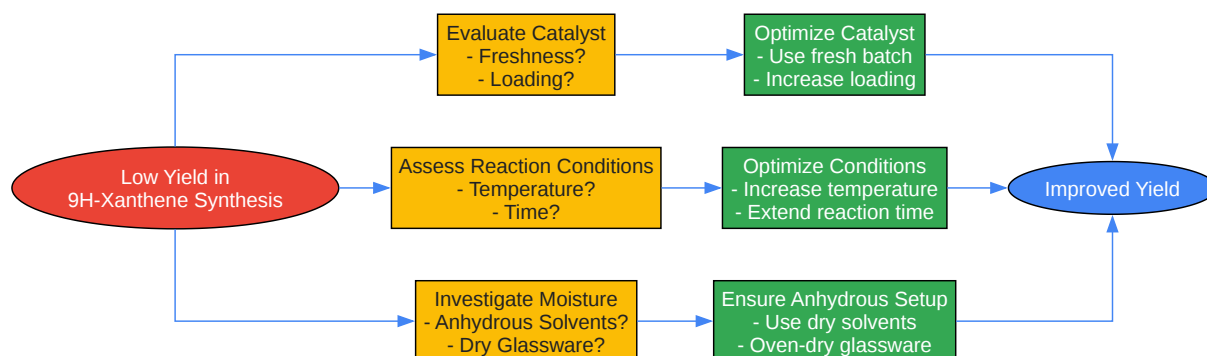 Evaluate Catalyst
- Freshness?
- Loading?
Optimize Catalyst
- Use fresh batch
- Increase loading
Low Yield in
9H-Xanthene Synthesis
Assess Reaction Conditions
- Temperature?
- Time?
Optimize Conditions
- Increase temperature
- Extend reaction time
Improved Yield
Investigate Moisture
- Anhydrous Solvents?
- Dry Glassware?
Ensure Anhydrous Setup
- Use dry solvents
- Oven-dry glassware